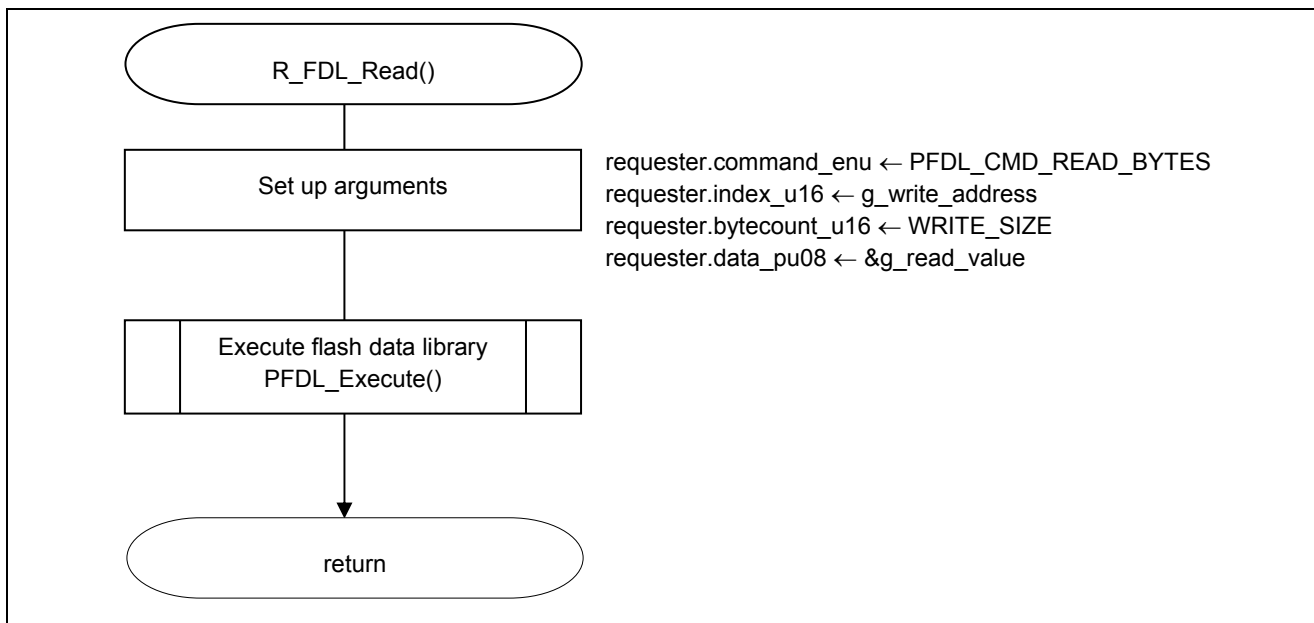 R_FDL_Read()
Set up arguments
requester.command_enu ← PFDL_CMD_READ_BYTES
requester.index_u16 ← g_write_address
requester.bytecount_u16 ← WRITE_SIZE
requester.data_pu08 ← &g_read_value
Execute flash data library
PFDL_Execute()
return